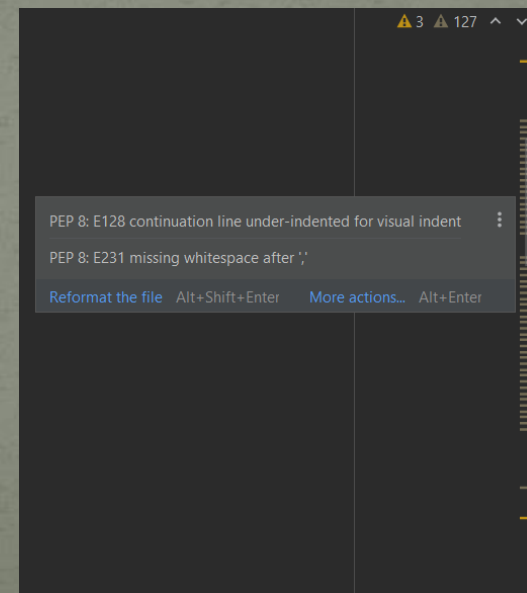 3 127
PEP 8: E128 continuation line under-indented for visual indent
PEP 8: E231 missing whitespace after ','
Reformat the file Alt+Shift+Enter More actions... Alt+Enter